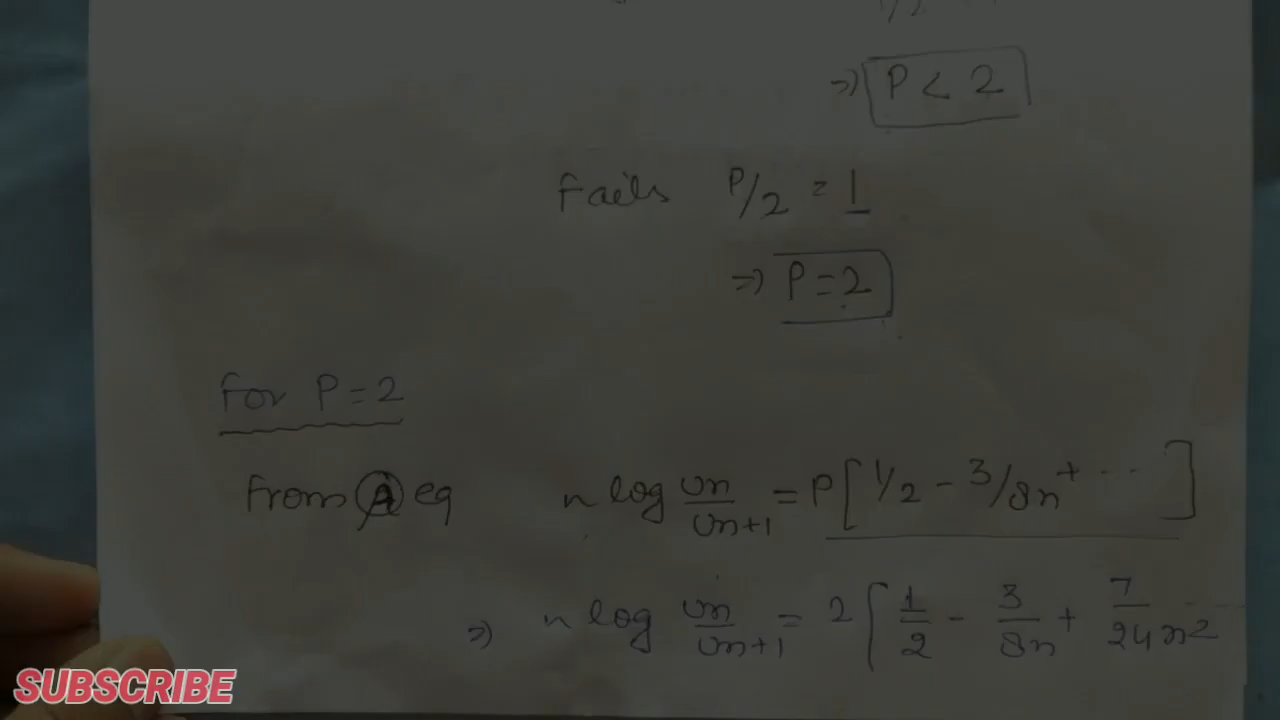 ⇒ P < 2
Fails P/2 = 1
⇒ P = 2
For P = 2
From A eq n log Un/Un+1 = P[1/2 - 3/8n + ...]
⇒ n log Un/Un+1 = 2[1/2 - 3/8n + 7/24n²
SUBSCRIBE